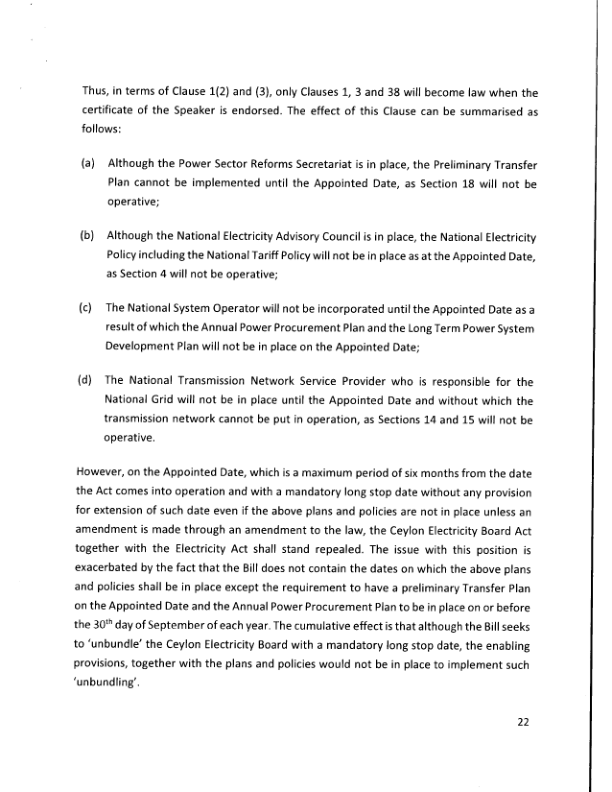 Thus, in terms of Clause 1(2) and (3), only Clauses 1, 3 and 38 will become law when the
certificate of the Speaker is endorsed. The effect of this Clause can be summarised as
follows:
(a) Although the Power Sector Reforms Secretariat is in place, the Preliminary Transfer
Plan cannot be implemented until the Appointed Date, as Section 18 will not be
operative;
(b) Although the National Electricity Advisory Council is in place, the National Electricity
Policy including the National Tariff Policy will not be in place as at the Appointed Date,
as Section 4 will not be operative;
(c) The National System Operator will not be incorporated until the Appointed Date as a
result of which the Annual Power Procurement Plan and the Long Term Power System
Development Plan will not be in place on the Appointed Date;
(d) The National Transmission Network Service Provider who is responsible for the
National Grid will not be in place until the Appointed Date and without which the
transmission network cannot be put in operation, as Sections 14 and 15 will not be
operative.
However, on the Appointed Date, which is a maximum period of six months from the date
the Act comes into operation and with a mandatory long stop date without any provision
for extension of such date even if the above plans and policies are not in place unless an
amendment is made through an amendment to the law, the Ceylon Electricity Board Act
together with the Electricity Act shall stand repealed. The issue with this position is
exacerbated by the fact that the Bill does not contain the dates on which the above plans
and policies shall be in place except the requirement to have a preliminary Transfer Plan
on the Appointed Date and the Annual Power Procurement Plan to be in place on or before
the 30th day of September of each year. The cumulative effect is that although the Bill seeks
to 'unbundle' the Ceylon Electricity Board with a mandatory long stop date, the enabling
provisions, together with the plans and policies would not be in place to implement such
'unbundling'.
22